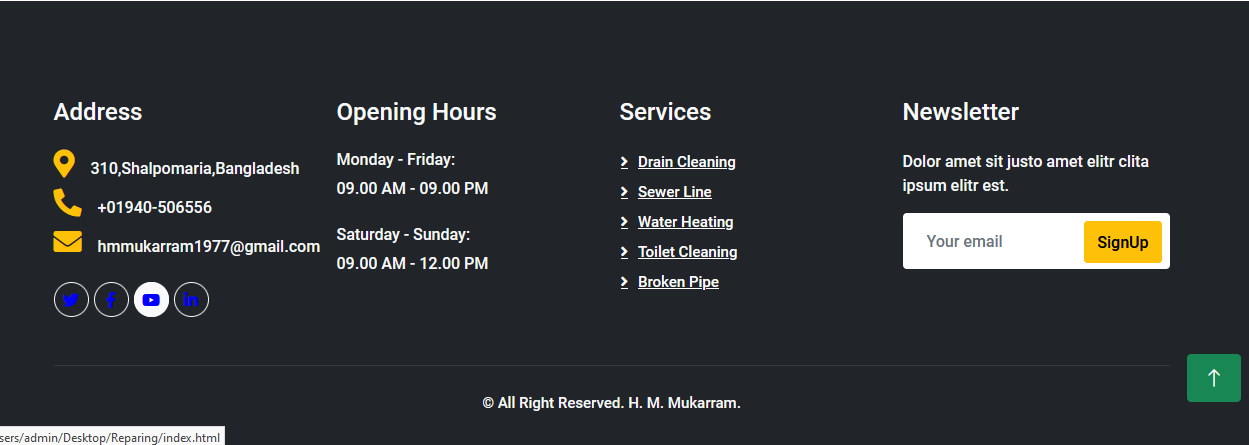 Address
310,Shalpomaria,Bangladesh
+01940-506556
hmmukarram1977@gmail.com
Opening Hours
Monday - Friday:
09.00 AM - 09.00 PM
Saturday - Sunday:
09.00 AM - 12.00 PM
Services
Drain Cleaning
Sewer Line
Water Heating
Toilet Cleaning
Broken Pipe
Newsletter
Dolor amet sit justo amet elitr clita
ipsum elitr est.
Your email
SignUp
© All Right Reserved. H. M. Mukarram.
sers/admin/Desktop/Reparing/index.html